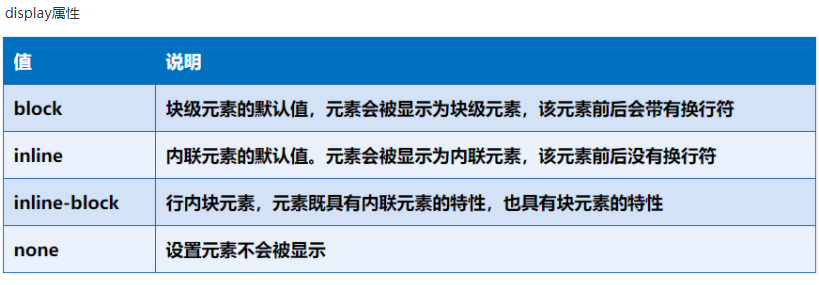 display属性
值 说明
block 块级元素的默认值，元素会被显示为块级元素，该元素前后会带有换行符
inline 内联元素的默认值。元素会被显示为内联元素，该元素前后没有换行符
inline-block 行内块元素，元素既具有内联元素的特性，也具有块元素的特性
none 设置元素不会被显示